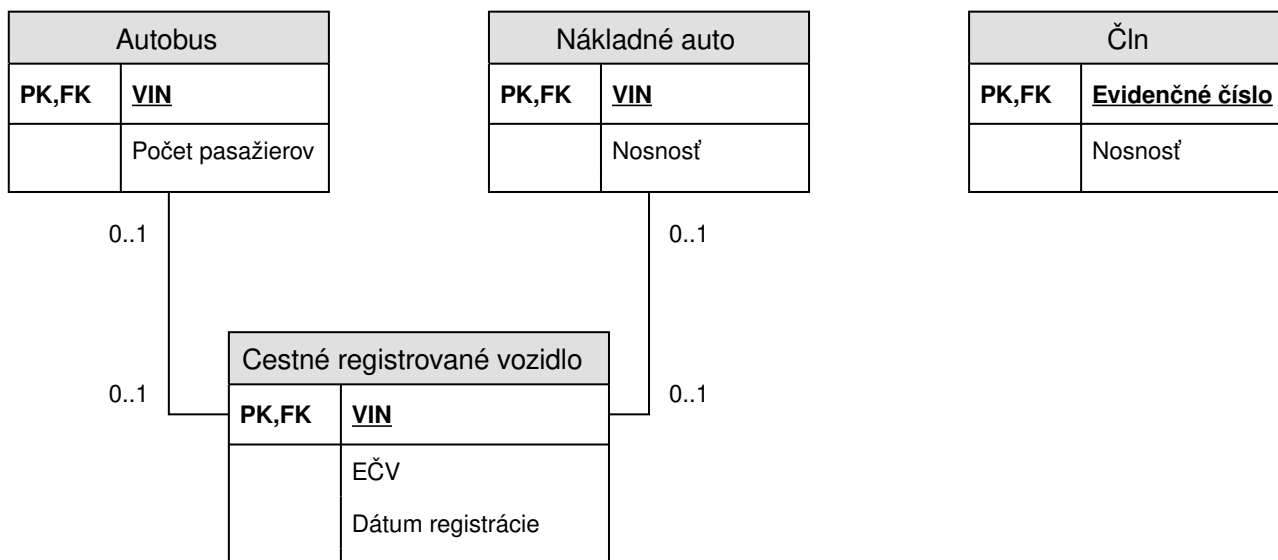 Autobus
PK,FK VIN
Počet pasažierov
Nákladné auto
PK,FK VIN
Nosnosť
Čln
PK,FK Evidenčné číslo
Nosnosť
0..1
0..1
Cestné registrované vozidlo
0..1
0..1
PK,FK VIN
EČV
Dátum registrácie